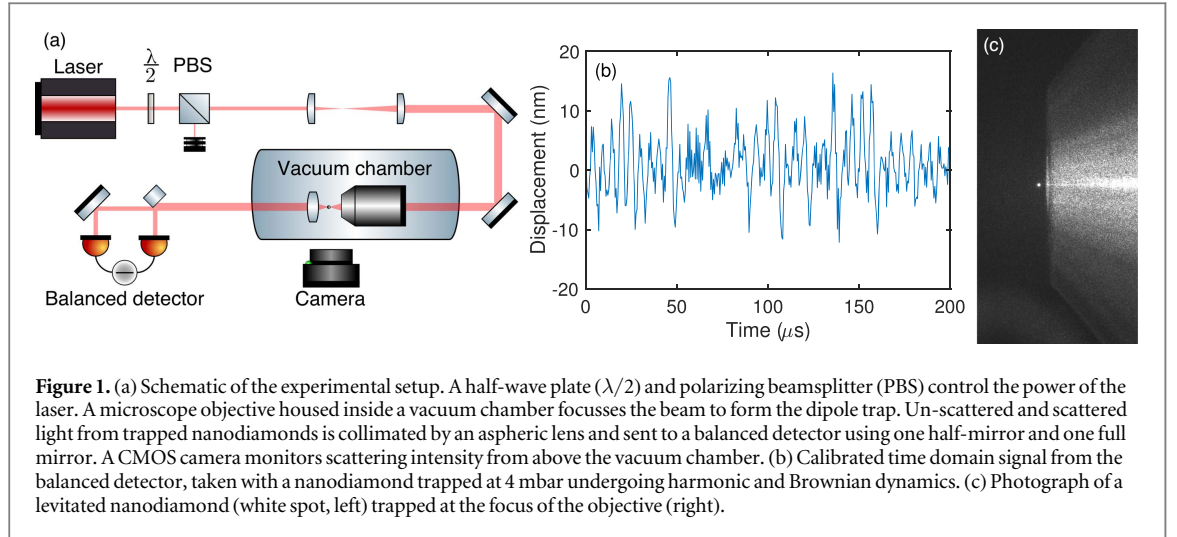 (a)
Laser
λ/2
PBS
Vacuum chamber
Balanced detector
Camera
(b)
Displacement (nm)
20
10
0
-10
-20
0
50
100
150
200
Time (μs)
(c)
Figure 1. (a) Schematic of the experimental setup. A half-wave plate (λ/2) and polarizing beamsplitter (PBS) control the power of the
laser. A microscope objective housed inside a vacuum chamber focusses the beam to form the dipole trap. Un-scattered and scattered
light from trapped nanodiamonds is collimated by an aspheric lens and sent to a balanced detector using one half-mirror and one full
mirror. A CMOS camera monitors scattering intensity from above the vacuum chamber. (b) Calibrated time domain signal from the
balanced detector, taken with a nanodiamond trapped at 4 mbar undergoing harmonic and Brownian dynamics. (c) Photograph of a
levitated nanodiamond (white spot, left) trapped at the focus of the objective (right).